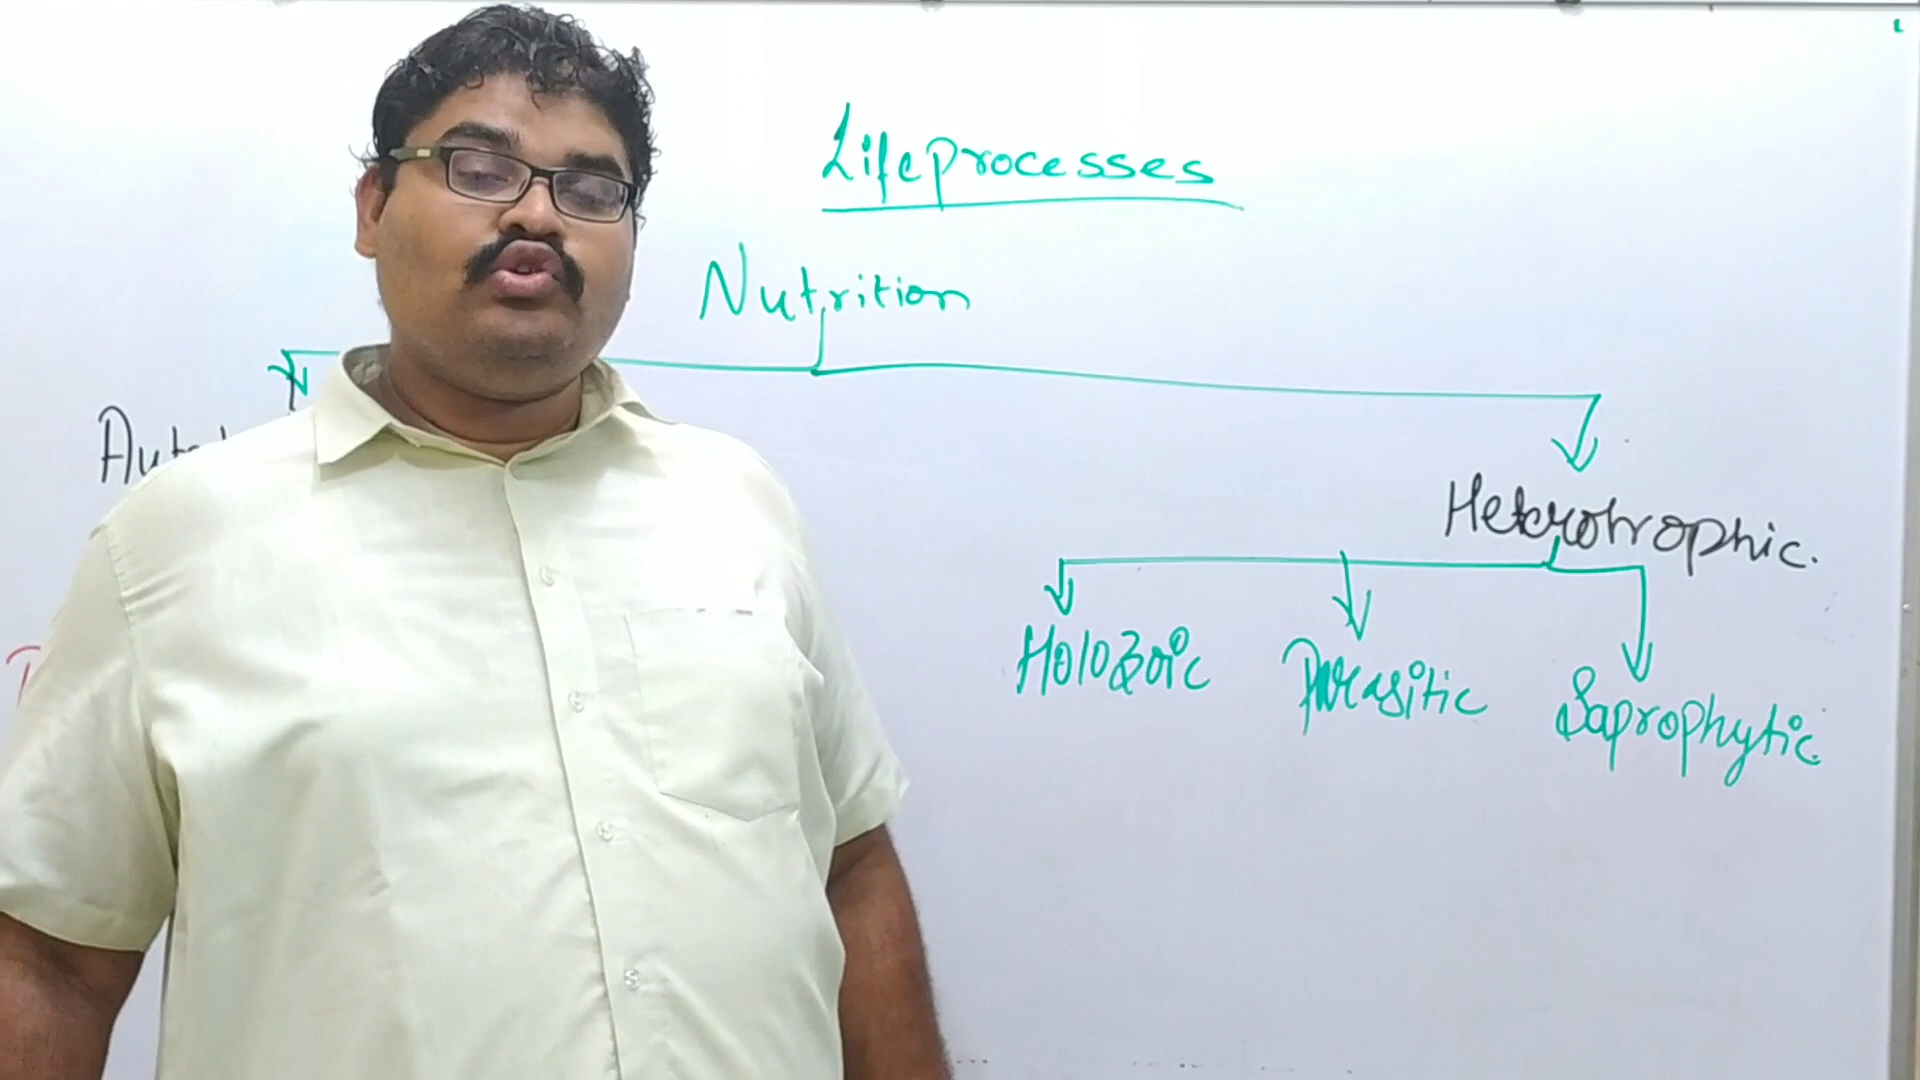 Lifeprocesses
Nutrition
Heterotrophic.
Holozoic Parasitic Saprophytic.